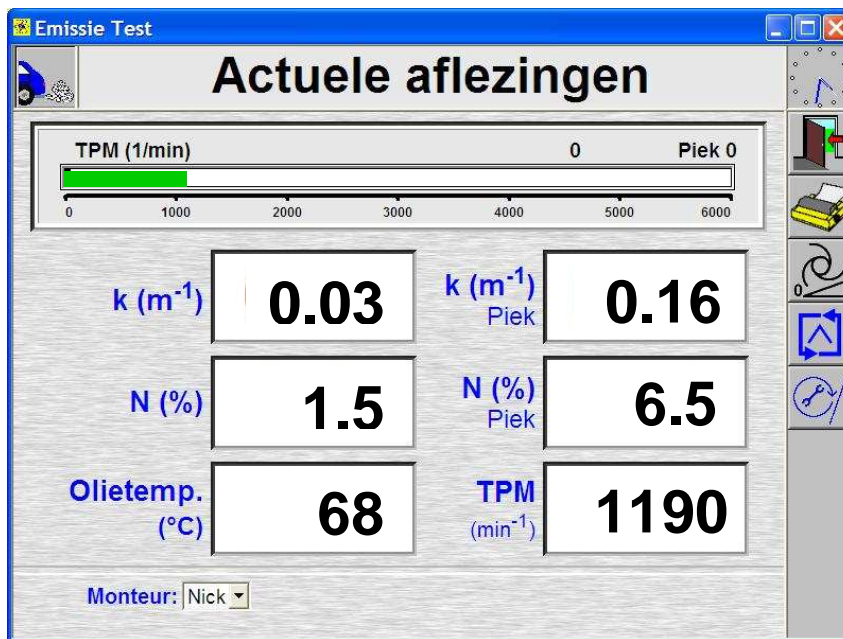 Emissie Test
Actuele aflezingen
TPM (1/min) 0 Piek 0
0 1000 2000 3000 4000 5000 6000
k (m⁻¹) 0.03 k (m⁻¹) Piek 0.16
N (%) 1.5 N (%) Piek 6.5
Olietemp. (°C) 68 TPM (min⁻¹) 1190
Monteur: Nick
0